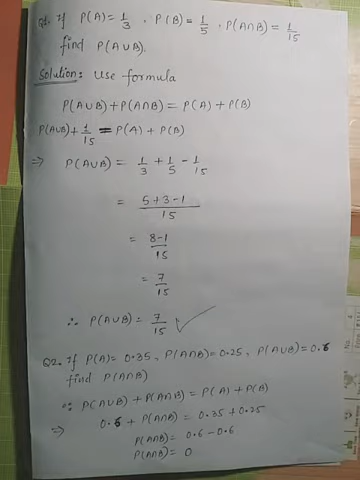 Q1. If P(A) = 1/3 , P(B) = 1/5 , P(A∩B) = 1/15
find P(A∪B).
Solution: Use formula
P(A∪B) + P(A∩B) = P(A) + P(B)
P(A∪B) + 1/15 = P(A) + P(B)
⇒ P(A∪B) = 1/3 + 1/5 - 1/15
= 5+3-1/15
= 8-1/15
= 7/15
∴ P(A∪B) = 7/15 ✓
Q2. If P(A) = 0.35, P(A∩B) = 0.25, P(A∪B) = 0.6
find P(A∩B)
∵ P(A∪B) + P(A∩B) = P(A) + P(B)
⇒ 0.6 + P(A∩B) = 0.35 + 0.25
P(A∩B) = 0.6 - 0.6
P(A∩B) = 0